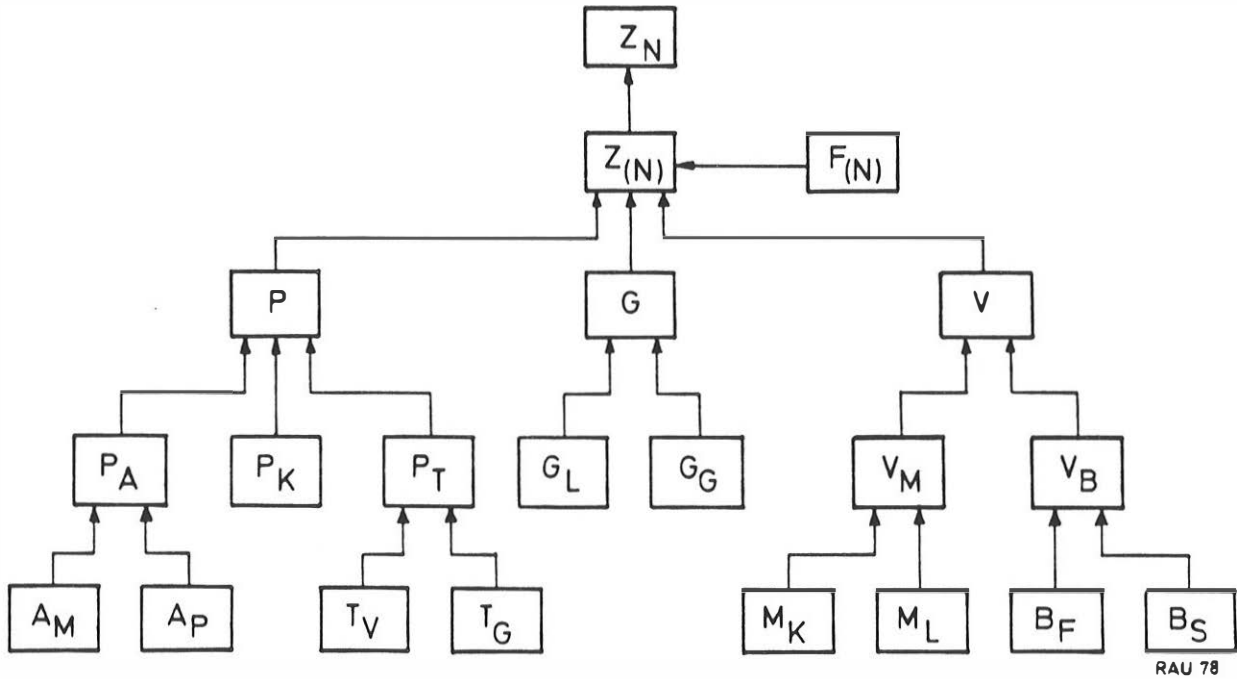 Z_N
Z_(N) F_(N)
P G V
P_A P_K P_T G_L G_G V_M V_B
A_M A_P T_V T_G M_K M_L B_F B_S
RAU 78